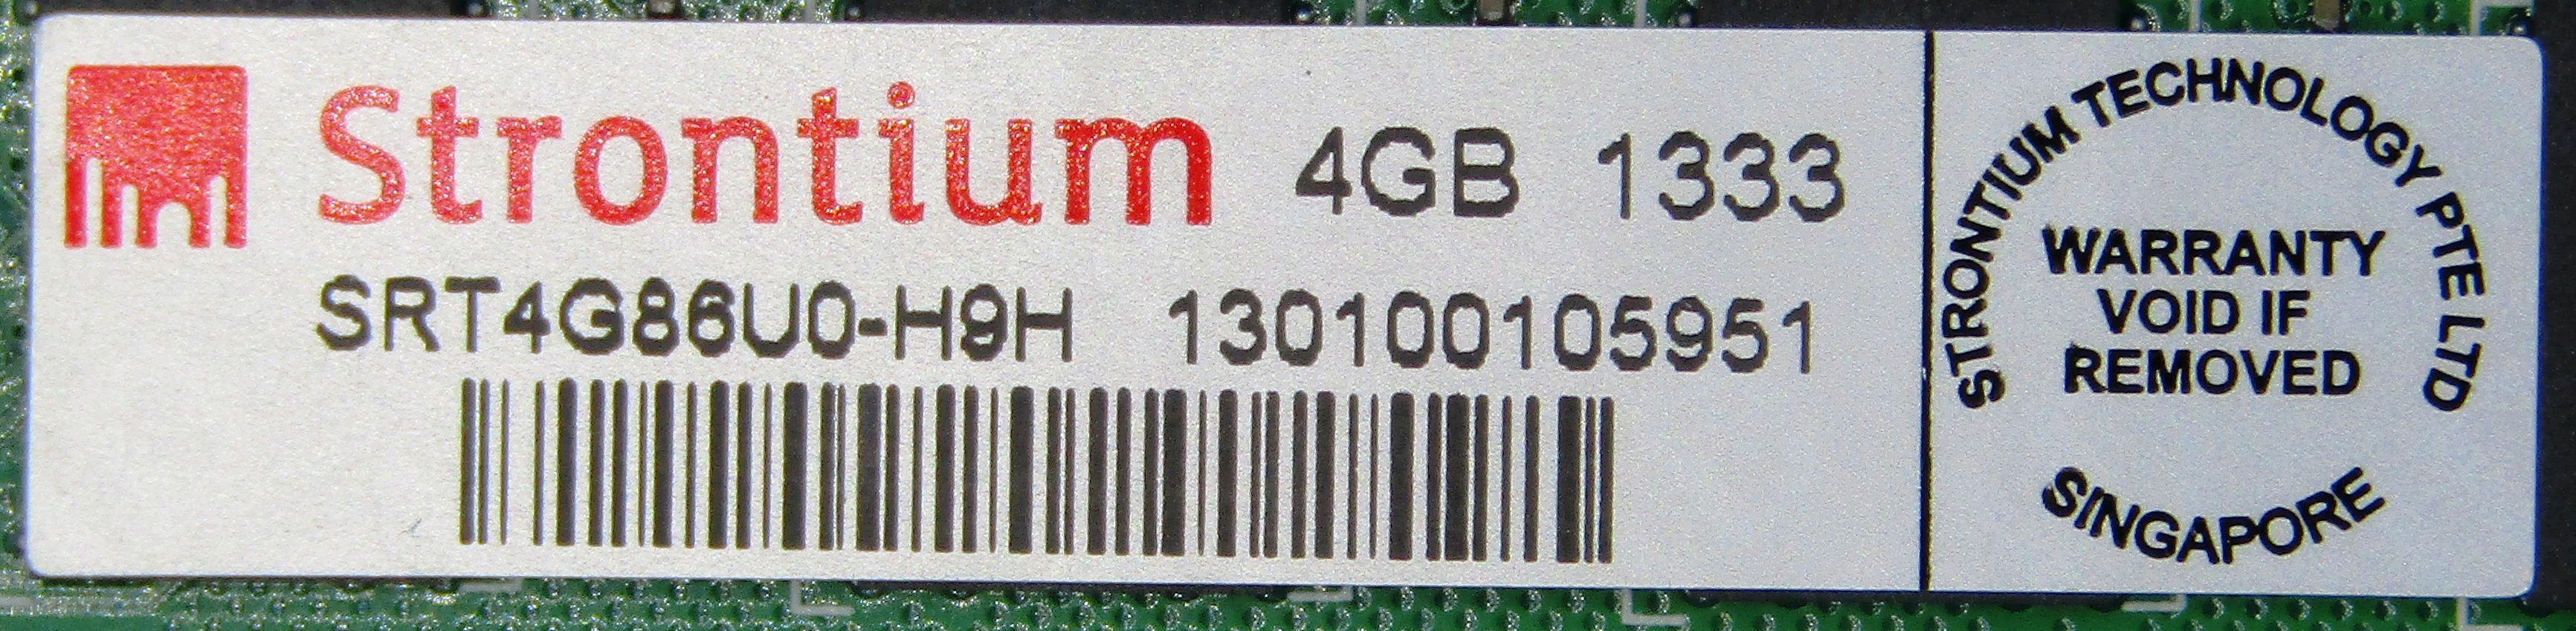 Strontium 4GB 1333
SRT4G86U0-H9H 130100105951
STRONTIUM TECHNOLOGY PTE LTD
WARRANTY
VOID IF
REMOVED
SINGAPORE